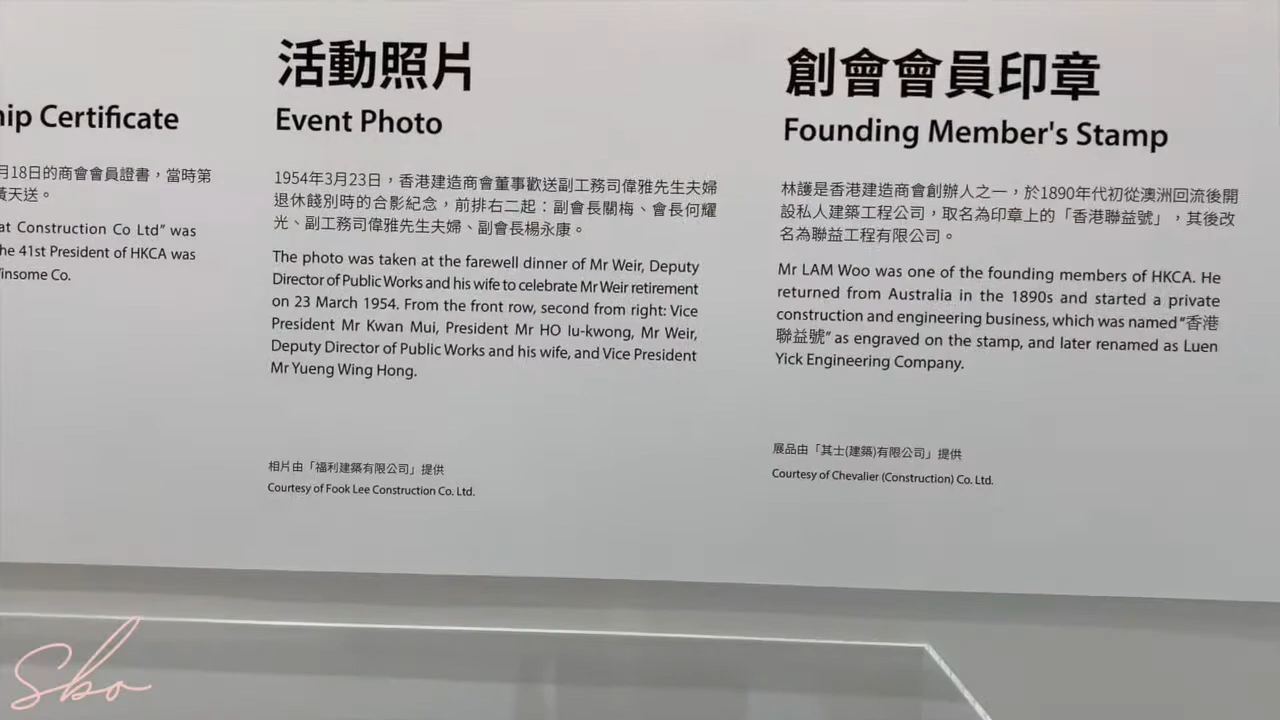 ip Certificate
月18日的商會會員證書，當時第
黃天送。
at Construction Co Ltd” was
he 41st President of HKCA was
insome Co.
活動照片
Event Photo
1954年3月23日，香港建造商會董事歡送副工務司偉雅先生夫婦
退休餞別時的合影紀念，前排右二起：副會長關梅、會長何耀
光、副工務司偉雅先生夫婦、副會長楊永康。
The photo was taken at the farewell dinner of Mr Weir, Deputy
Director of Public Works and his wife to celebrate Mr Weir retirement
on 23 March 1954. From the front row, second from right: Vice
President Mr Kwan Mui, President Mr HO Iu-kwong, Mr Weir,
Deputy Director of Public Works and his wife, and Vice President
Mr Yueng Wing Hong.
相片由「福利建築有限公司」提供
Courtesy of Fook Lee Construction Co. Ltd.
創會會員印章
Founding Member's Stamp
林護是香港建造商會創辦人之一，於1890年代初從澳洲回流後開
設私人建築工程公司，取名為印章上的「香港聯益號」，其後改
名為聯益工程有限公司。
Mr LAM Woo was one of the founding members of HKCA. He
returned from Australia in the 1890s and started a private
construction and engineering business, which was named “香港
聯益號” as engraved on the stamp, and later renamed as Luen
Yick Engineering Company.
展品由「其士(建築)有限公司」提供
Courtesy of Chevalier (Construction) Co. Ltd.
Sbo